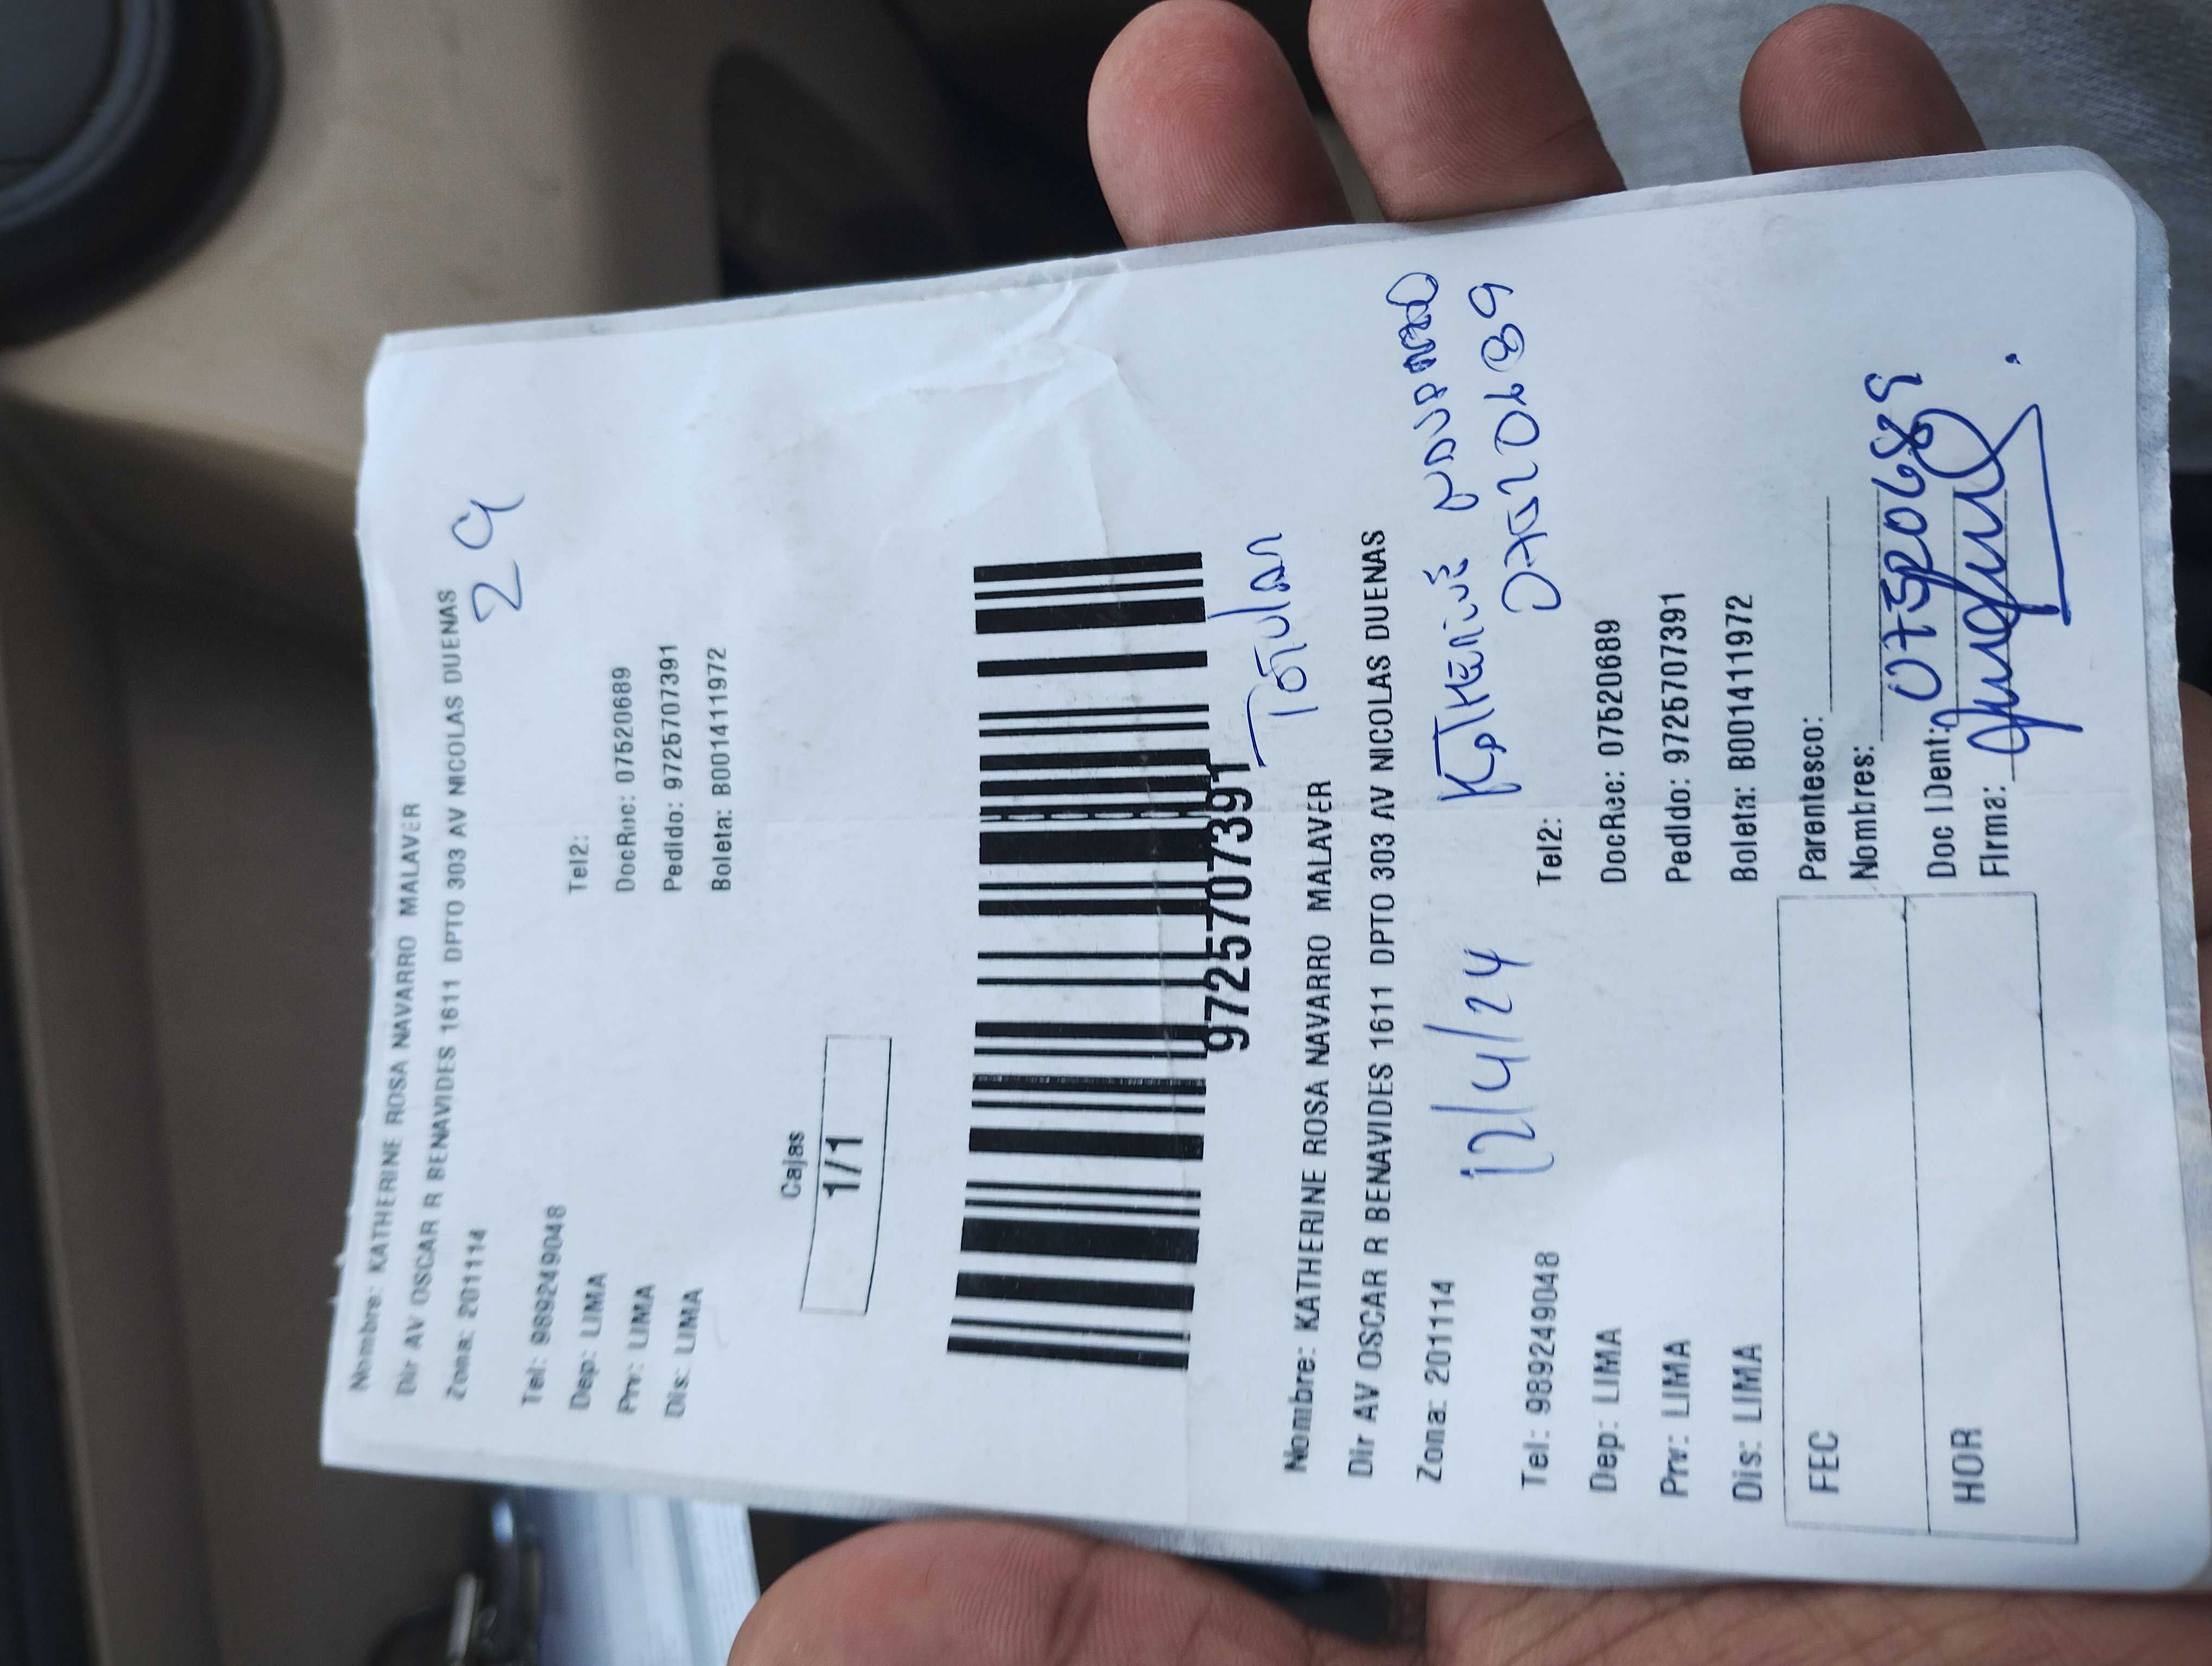 Nombre: KATHERINE ROSA NAVARRO MALAVER
Dir AV OSCAR R BENAVIDES 1611 DPTO 303 AV NICOLAS DUENAS
Zona: 201114
29
Tel: 989249048 Tel2:
Dep: LIMA DocRec: 07520689
Prv: LIMA Pedido: 9725707391
Dis: LIMA Boleta: B001411972
Cajas
1/1
9725707391
Titular
Nombre: KATHERINE ROSA NAVARRO MALAVER
Dir AV OSCAR R BENAVIDES 1611 DPTO 303 AV NICOLAS DUENAS
Zona: 201114
12/4/24
Katherine Navarro
07520689
Tel: 989249048 Tel2:
Dep: LIMA DocRec: 07520689
Prv: LIMA Pedido: 9725707391
Dis: LIMA Boleta: B001411972
FEC
HOR
Parentesco:
Nombres:
Doc IDent: 07520689
Firma: